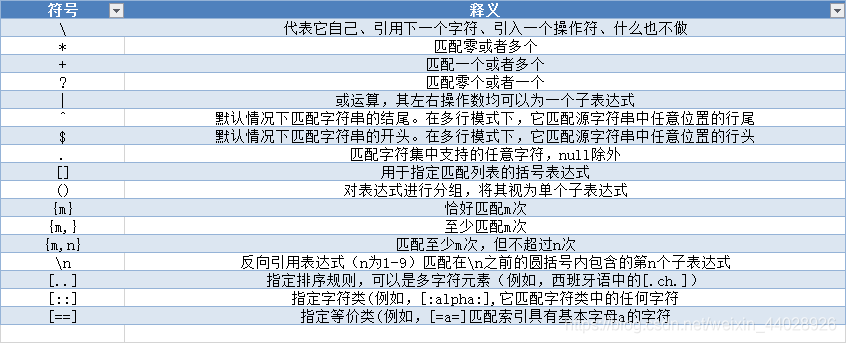 符号 释义
\ 代表它自己、引用下一个字符、引入一个操作符、什么也不做
* 匹配零或者多个
+ 匹配一个或者多个
? 匹配零个或者一个
| 或运算，其左右操作数均可以为一个子表达式
^ 默认情况下匹配字符串的结尾。在多行模式下，它匹配源字符串中任意位置的行尾
$ 默认情况下匹配字符串的开头。在多行模式下，它匹配源字符串中任意位置的行头
. 匹配字符集中支持的任意字符，null除外
[] 用于指定匹配列表的括号表达式
() 对表达式进行分组，将其视为单个子表达式
{m} 恰好匹配m次
{m,} 至少匹配m次
{m,n} 匹配至少m次，但不超过n次
\n 反向引用表达式（n为1-9）匹配在\n之前的圆括号内包含的第n个子表达式
[..] 指定排序规则，可以是多字符元素（例如，西班牙语中的[.ch.]）
[::] 指定字符类(例如，[:alpha:],它匹配字符类中的任何字符
[==] 指定等价类(例如，[=a=]匹配索引具有基本字母a的字符
https://blog.csdn.net/weixin_44028926